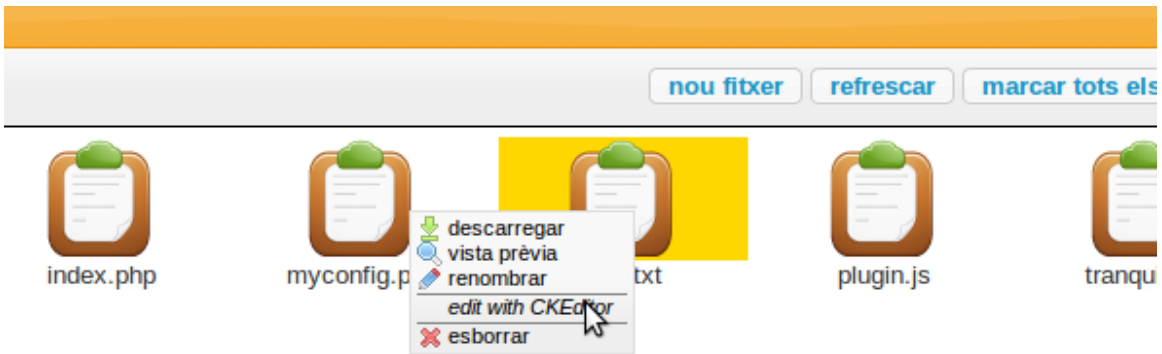 nou fitxer refrescar marcar tots els
index.php myconfig.p txt plugin.js tranqui
descarregar
vista prèvia
renombrar
edit with CKEditor
esborrar